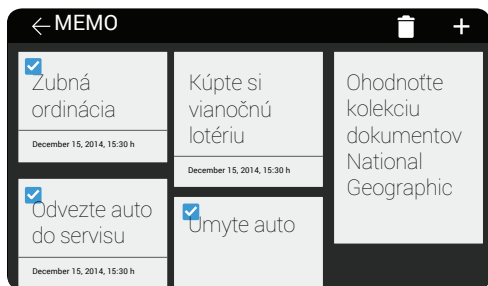 MEMO
Zubná
ordinácia
December 15, 2014, 15:30 h
Odvezte auto
do servisu
December 15, 2014, 15:30 h
Kúpte si
vianočnú
lotériu
December 15, 2014, 15:30 h
Umyte auto
Ohodnoťte
kolekciu
dokumentov
National
Geographic